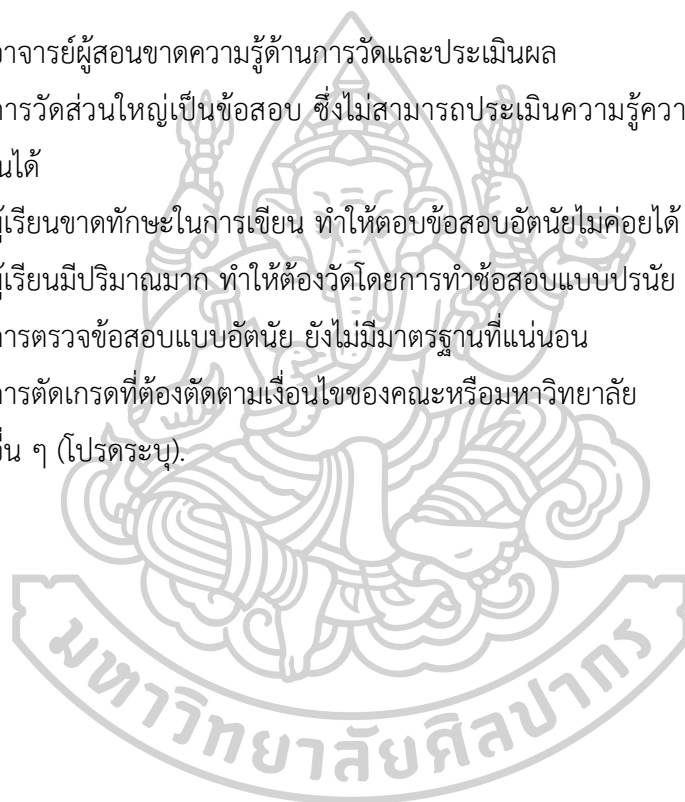 อาจารย์ผู้สอนขาดความรู้ด้านการวัดและประเมินผล
การวัดส่วนใหญ่เป็นข้อสอบ ซึ่งไม่สามารถประเมินความรู้ควา
นได้
ผู้เรียนขาดทักษะในการเขียน ทำให้ตอบข้อสอบอัตนัยไม่ค่อยได้
ผู้เรียนมีปริมาณมาก ทำให้ต้องวัดโดยการทำข้อสอบแบบปรนัย
การตรวจข้อสอบแบบอัตนัย ยังไม่มีมาตรฐานที่แน่นอน
การตัดเกรดที่ต้องตัดตามเงื่อนไขของคณะหรือมหาวิทยาลัย
อื่น ๆ (โปรดระบุ).
มหาวิทยาลัยศิลปากร